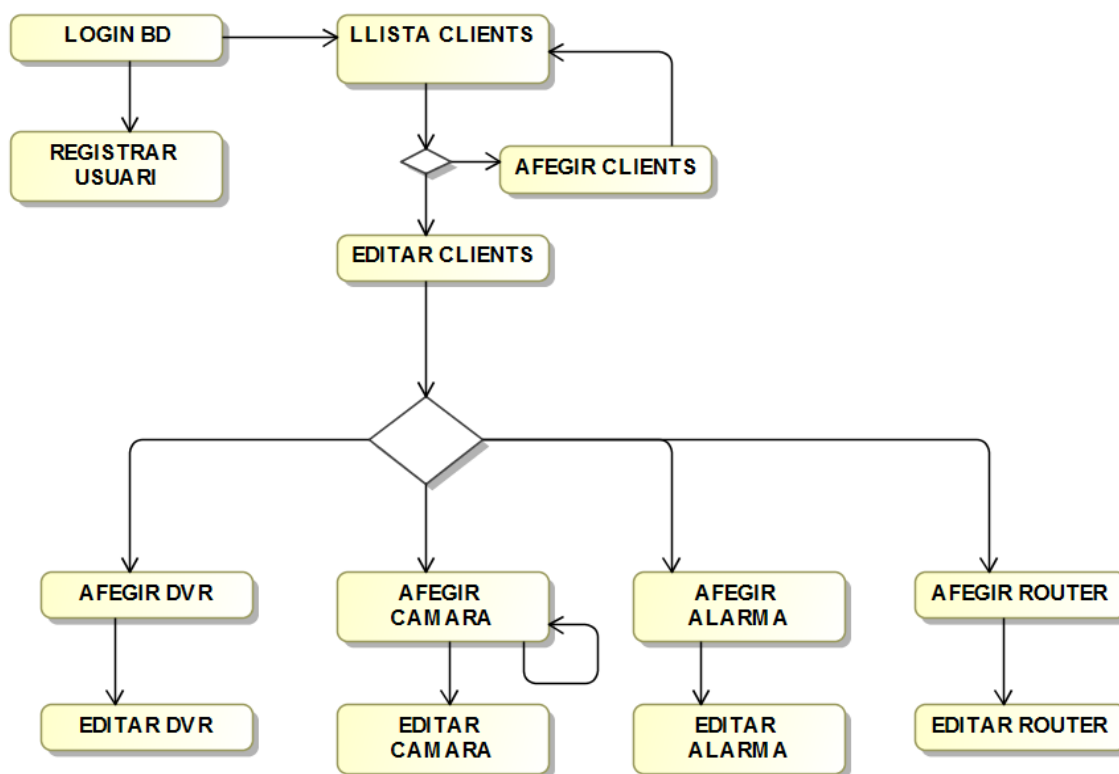 LOGIN BD
LLISTA CLIENTS
REGISTRAR
USUARI
AFEGIR CLIENTS
EDITAR CLIENTS
AFEGIR DVR
AFEGIR
CAMARA
AFEGIR
ALARMA
AFEGIR ROUTER
EDITAR DVR
EDITAR
CAMARA
EDITAR
ALARMA
EDITAR ROUTER